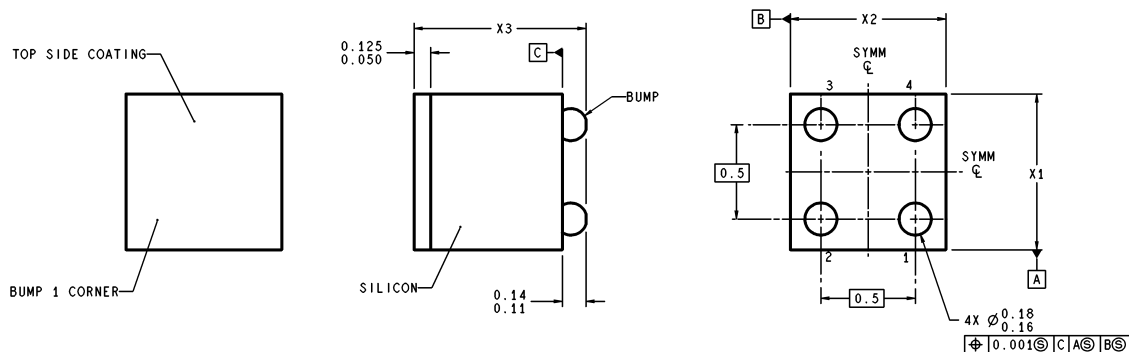 TOP SIDE COATING
BUMP 1 CORNER
X3
0.125
0.050
C
BUMP
SILICON
0.14
0.11
B
X2
SYMM
℄
3 4
0.5
SYMM
℄
X1
2 1
A
0.5
4X ⌀ 0.18
0.16
⌖ 0.001Ⓢ C AⓈ BⓈ